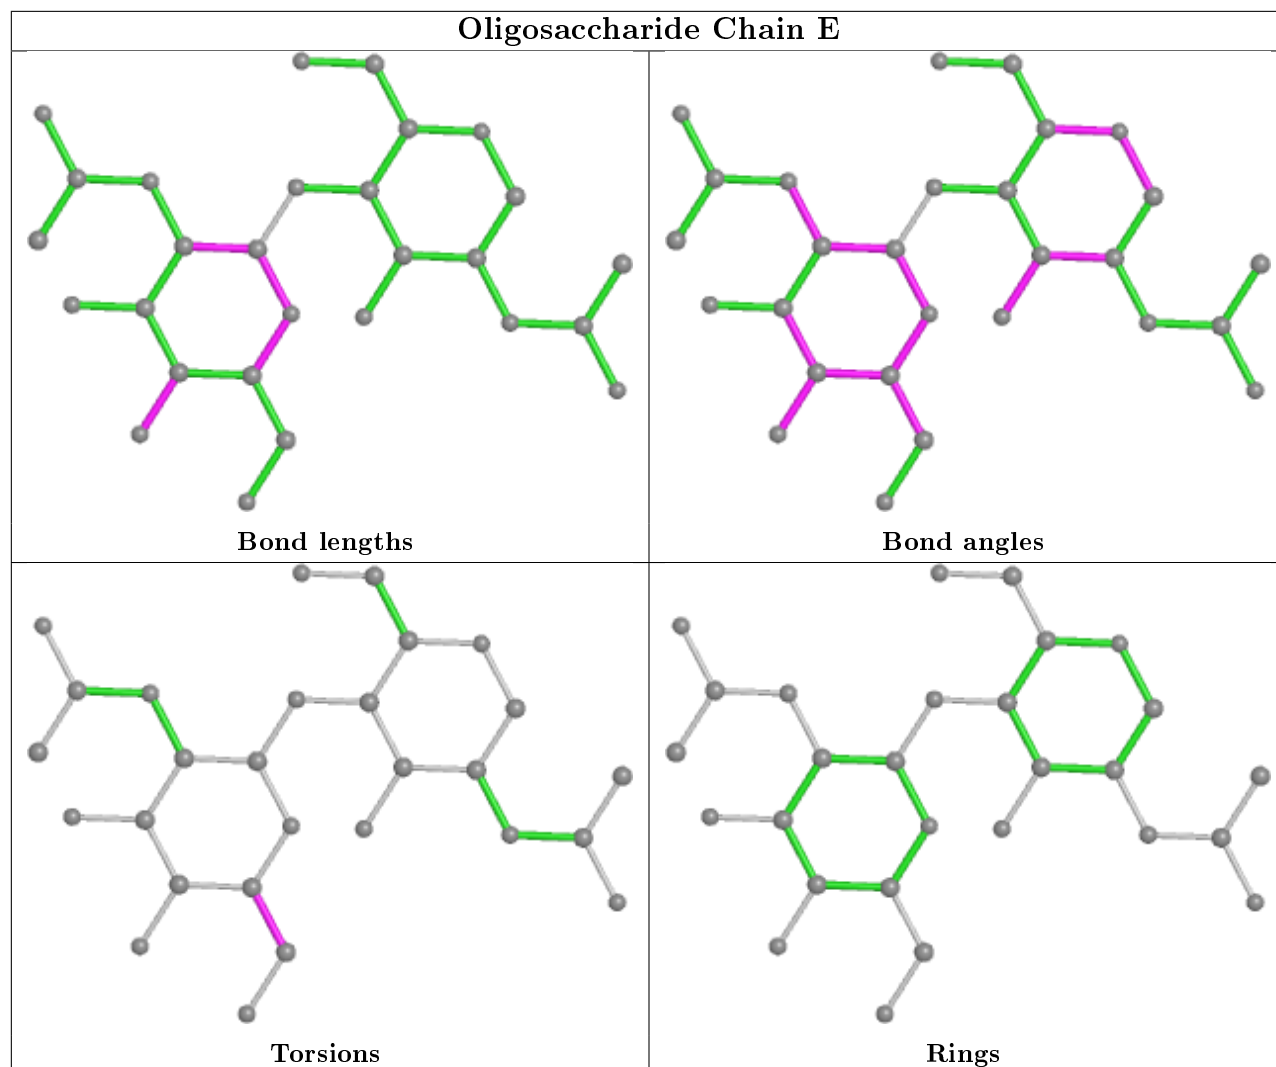 Oligosaccharide Chain E
Bond lengths
Bond angles
Torsions
Rings